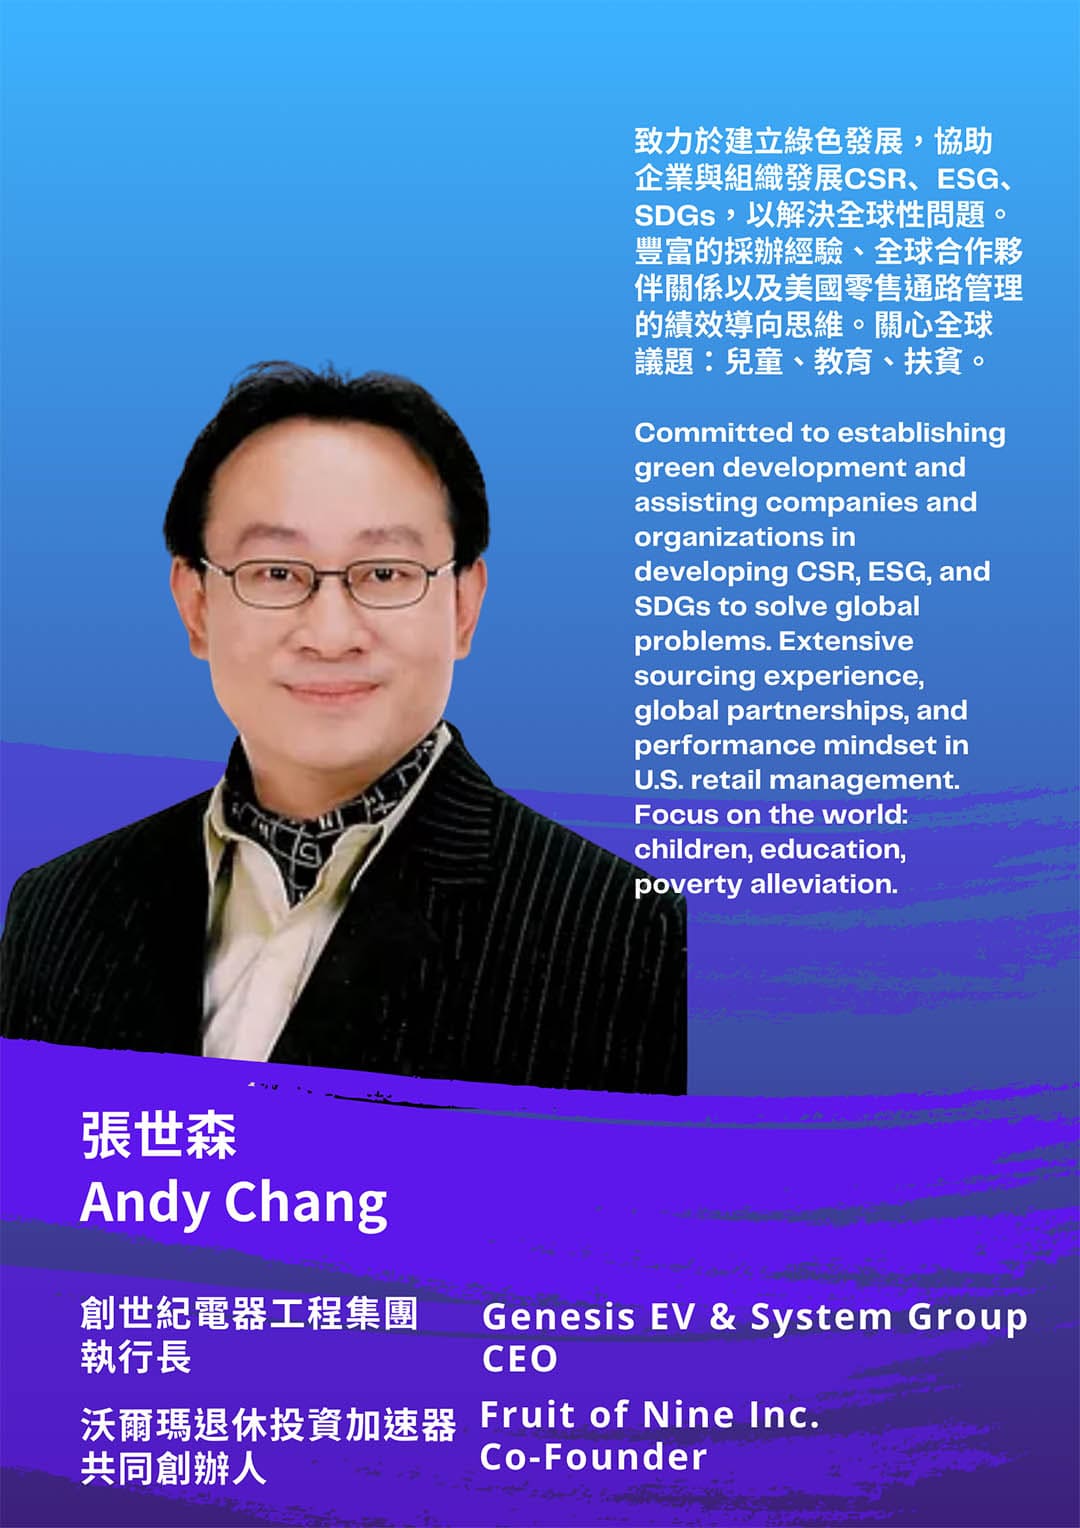 致力於建立綠色發展，協助
企業與組織發展CSR、ESG、
SDGs，以解決全球性問題。
豐富的採辦經驗、全球合作夥
伴關係以及美國零售通路管理
的績效導向思維。關心全球
議題：兒童、教育、扶貧。
Committed to establishing
green development and
assisting companies and
organizations in
developing CSR, ESG, and
SDGs to solve global
problems. Extensive
sourcing experience,
global partnerships, and
performance mindset in
U.S. retail management.
Focus on the world:
children, education,
poverty alleviation.
張世森
Andy Chang
創世紀電器工程集團
執行長
Genesis EV & System Group
CEO
沃爾瑪退休投資加速器
共同創辦人
Fruit of Nine Inc.
Co-Founder